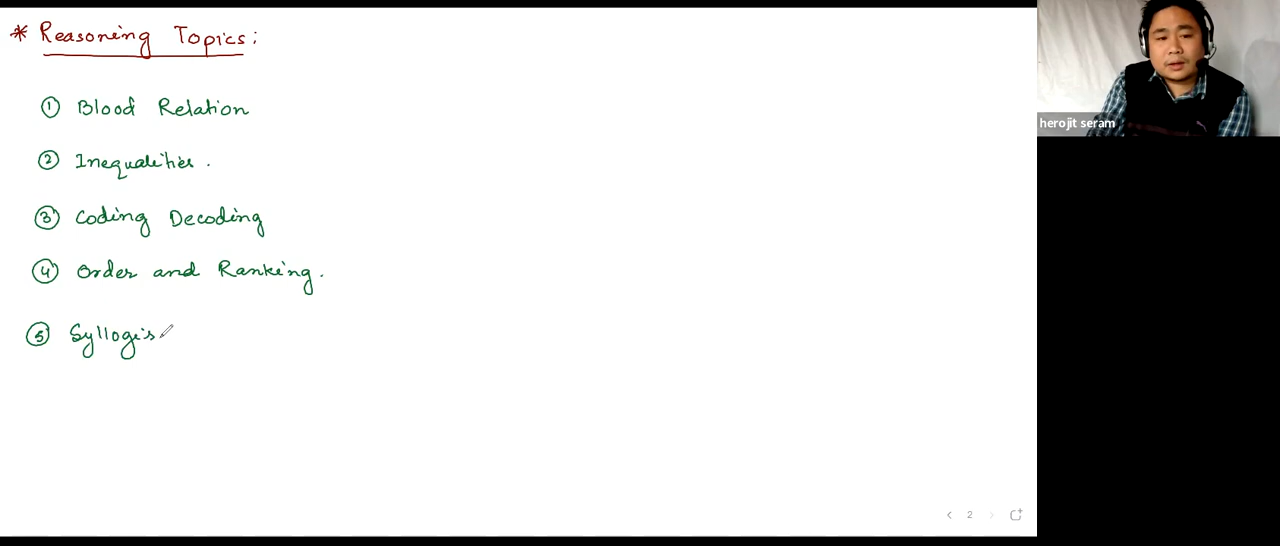 * Reasoning Topics:
① Blood Relation
② Inequalities.
③ Coding Decoding
④ Order and Ranking.
⑤ Syllogis
herojit seram
2